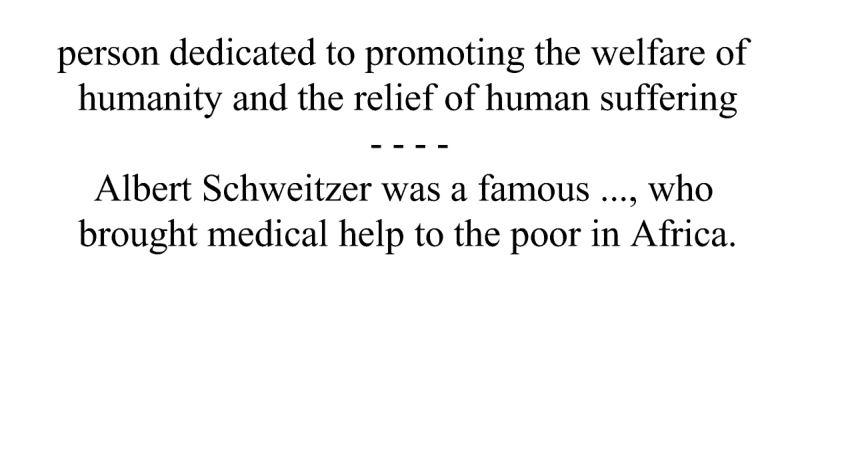 person dedicated to promoting the welfare of
humanity and the relief of human suffering
- - - -
Albert Schweitzer was a famous ..., who
brought medical help to the poor in Africa.